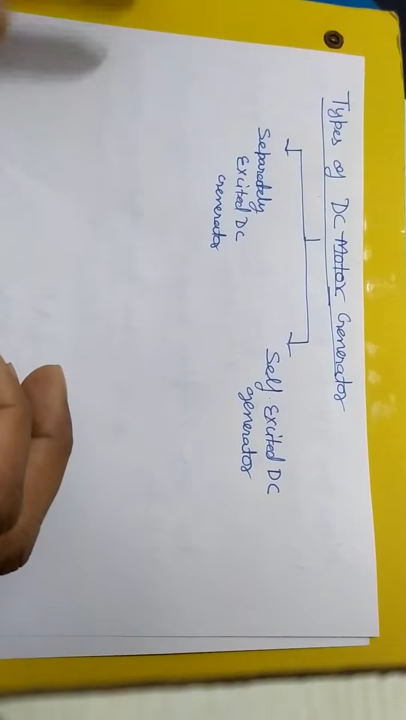 Types of DC Motor Generator
Separately
Excited DC
Generator
Self Excited DC
generator